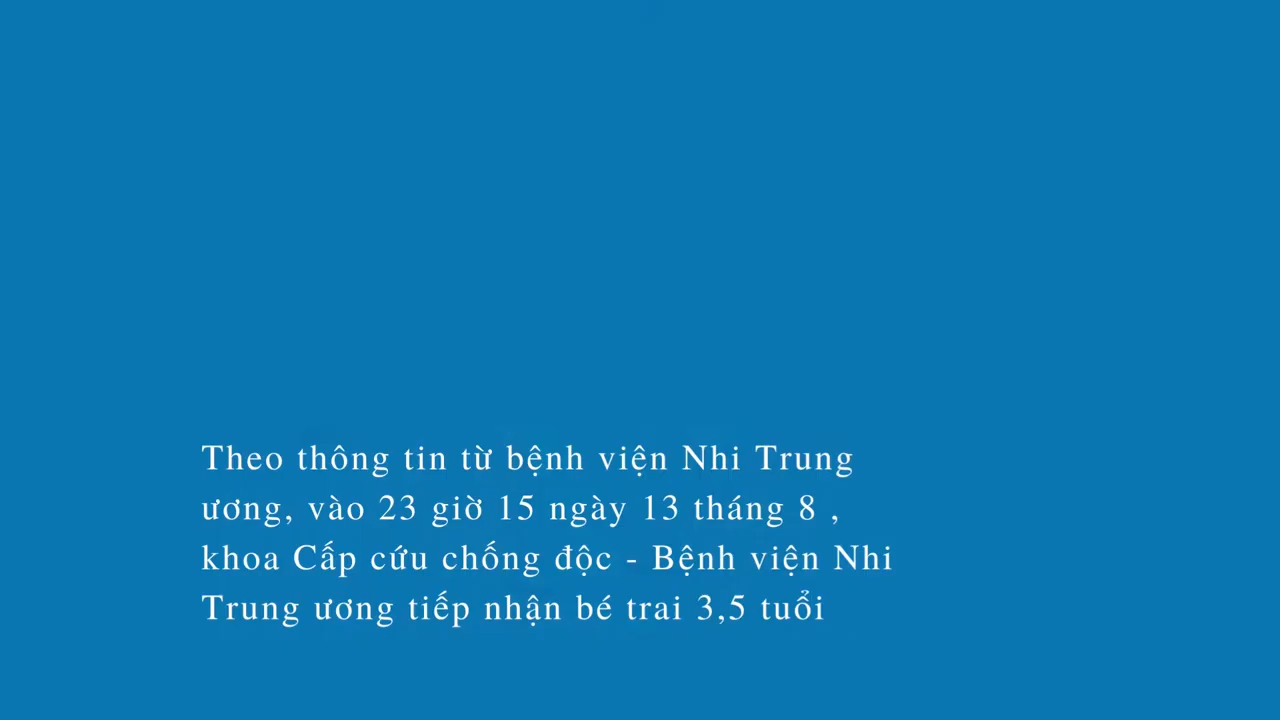 Theo thông tin từ bệnh viện Nhi Trung
ương, vào 23 giờ 15 ngày 13 tháng 8 ,
khoa Cấp cứu chống độc - Bệnh viện Nhi
Trung ương tiếp nhận bé trai 3,5 tuổi